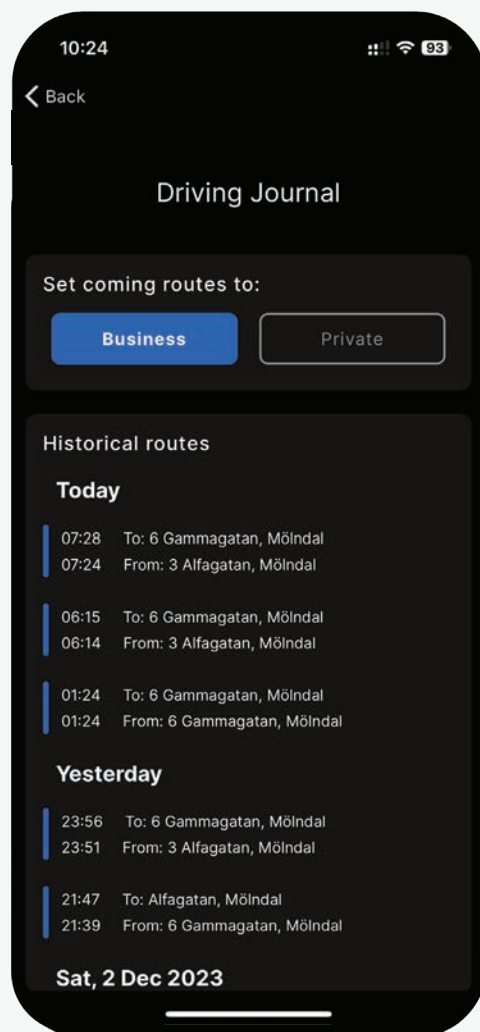 10:24
93
Back
Driving Journal
Set coming routes to:
Business Private
Historical routes
Today
07:28 To: 6 Gammagatan, Mölndal
07:24 From: 3 Alfagatan, Mölndal
06:15 To: 6 Gammagatan, Mölndal
06:14 From: 3 Alfagatan, Mölndal
01:24 To: 6 Gammagatan, Mölndal
01:24 From: 6 Gammagatan, Mölndal
Yesterday
23:56 To: 6 Gammagatan, Mölndal
23:51 From: 3 Alfagatan, Mölndal
21:47 To: Alfagatan, Mölndal
21:39 From: 6 Gammagatan, Mölndal
Sat, 2 Dec 2023